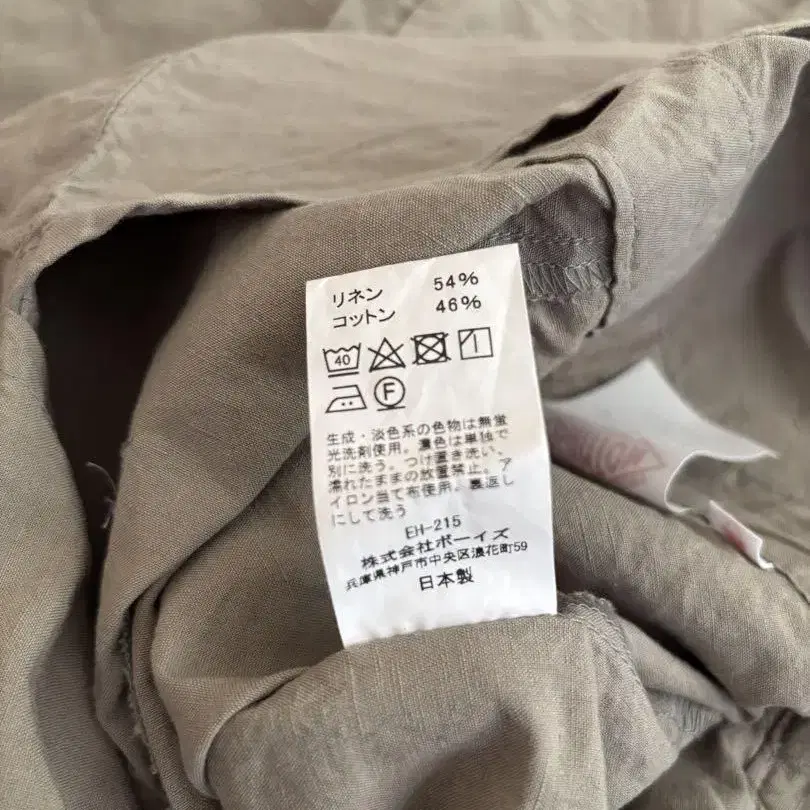 リネン 54%
コットン 46%
40
F
生成・淡色系の色物は無蛍
光洗剤使用。濃色は単独で
別に洗う。つけ置き洗い、
濡れたままの放置禁止。ア
イロン当て布使用。裏返し
にして洗う
EH-215
株式会社ボーイズ
兵庫県神戸市中央区浪花町59
日本製